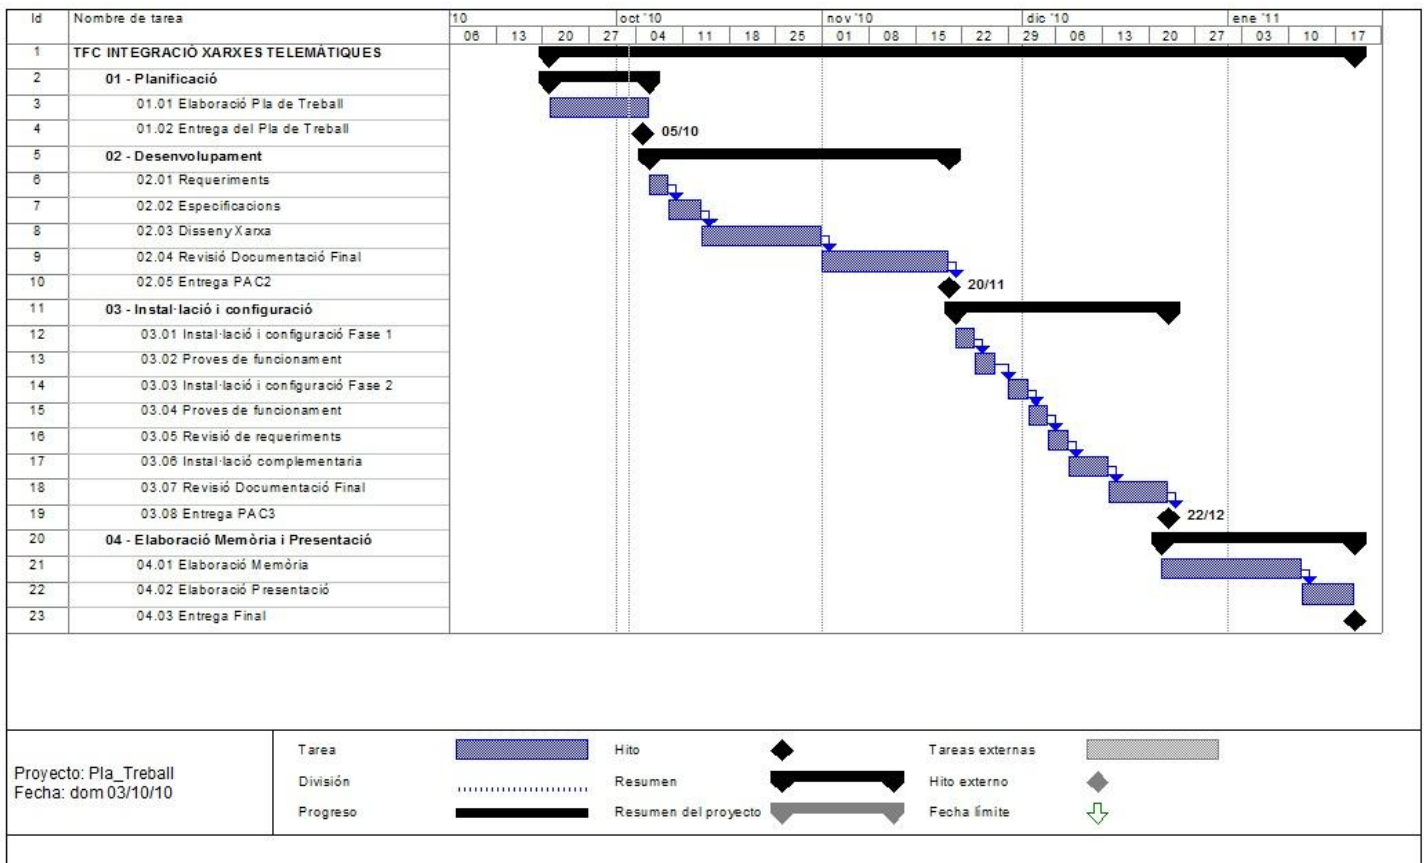 Id Nombre de tarea '10 oct '10 nov '10 dic '10 ene '11
06 13 20 27 04 11 18 25 01 08 15 22 29 06 13 20 27 03 10 17
1 TFC INTEGRACIÓ XARXES TELEMÀTIQUES
2 01 - Planificació
3 01.01 Elaboració Pla de Treball
4 01.02 Entrega del Pla de Treball 05/10
5 02 - Desenvolupament
6 02.01 Requeriments
7 02.02 Especificacions
8 02.03 Disseny Xarxa
9 02.04 Revisió Documentació Final
10 02.05 Entrega PAC2 20/11
11 03 - Instal·lació i configuració
12 03.01 Instal·lació i configuració Fase 1
13 03.02 Proves de funcionament
14 03.03 Instal·lació i configuració Fase 2
15 03.04 Proves de funcionament
16 03.05 Revisió de requeriments
17 03.06 Instal·lació complementaria
18 03.07 Revisió Documentació Final
19 03.08 Entrega PAC3 22/12
20 04 - Elaboració Memòria i Presentació
21 04.01 Elaboració Memòria
22 04.02 Elaboració Presentació
23 04.03 Entrega Final
Proyecto: Pla_Treball
Fecha: dom 03/10/10
Tarea Hito Tareas externas
División Resumen Hito externo
Progreso Resumen del proyecto Fecha límite